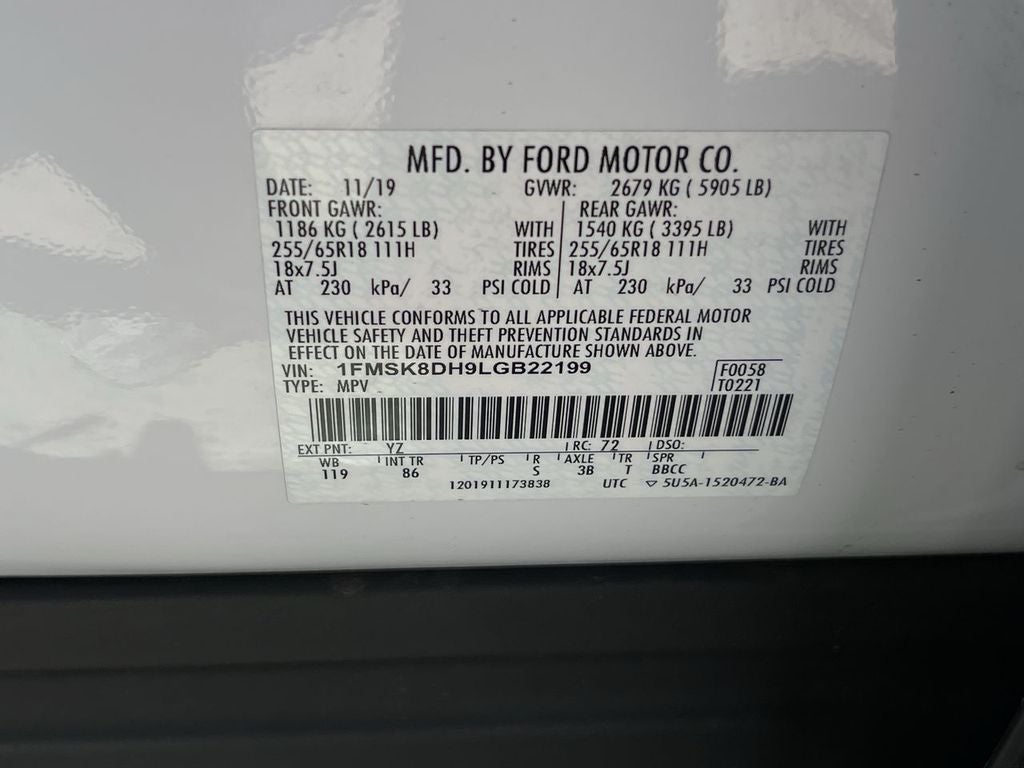 MFD. BY FORD MOTOR CO.
DATE: 11/19 GVWR: 2679 KG ( 5905 LB)
FRONT GAWR: REAR GAWR:
1186 KG ( 2615 LB) WITH 1540 KG ( 3395 LB) WITH
255/65R18 111H TIRES 255/65R18 111H TIRES
18x7.5J RIMS 18x7.5J RIMS
AT 230 kPa/ 33 PSI COLD AT 230 kPa/ 33 PSI COLD
THIS VEHICLE CONFORMS TO ALL APPLICABLE FEDERAL MOTOR
VEHICLE SAFETY AND THEFT PREVENTION STANDARDS IN
EFFECT ON THE DATE OF MANUFACTURE SHOWN ABOVE.
VIN: 1FMSK8DH9LGB22199 F0058
TYPE: MPV T0221
EXT PNT: YZ RC: 72 DSO:
WB INT TR TP/PS R AXLE TR SPR
119 86 S 3B T BBCC
1201911173838 UTC ▽ 5U5A-1520472-BA